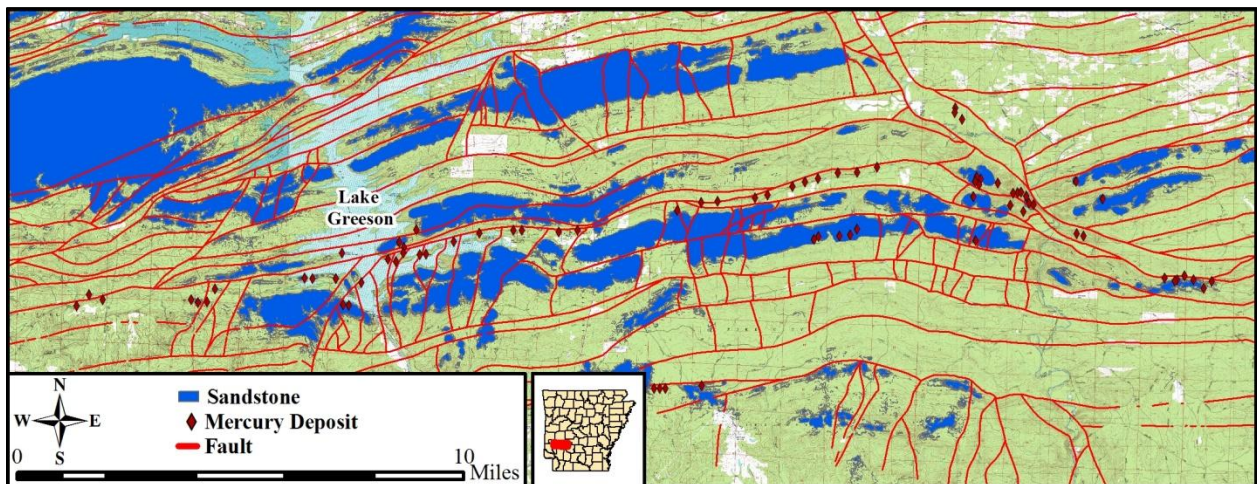 Lake
Greeson
N
W E
S
Sandstone
Mercury Deposit
Fault
0 10 Miles